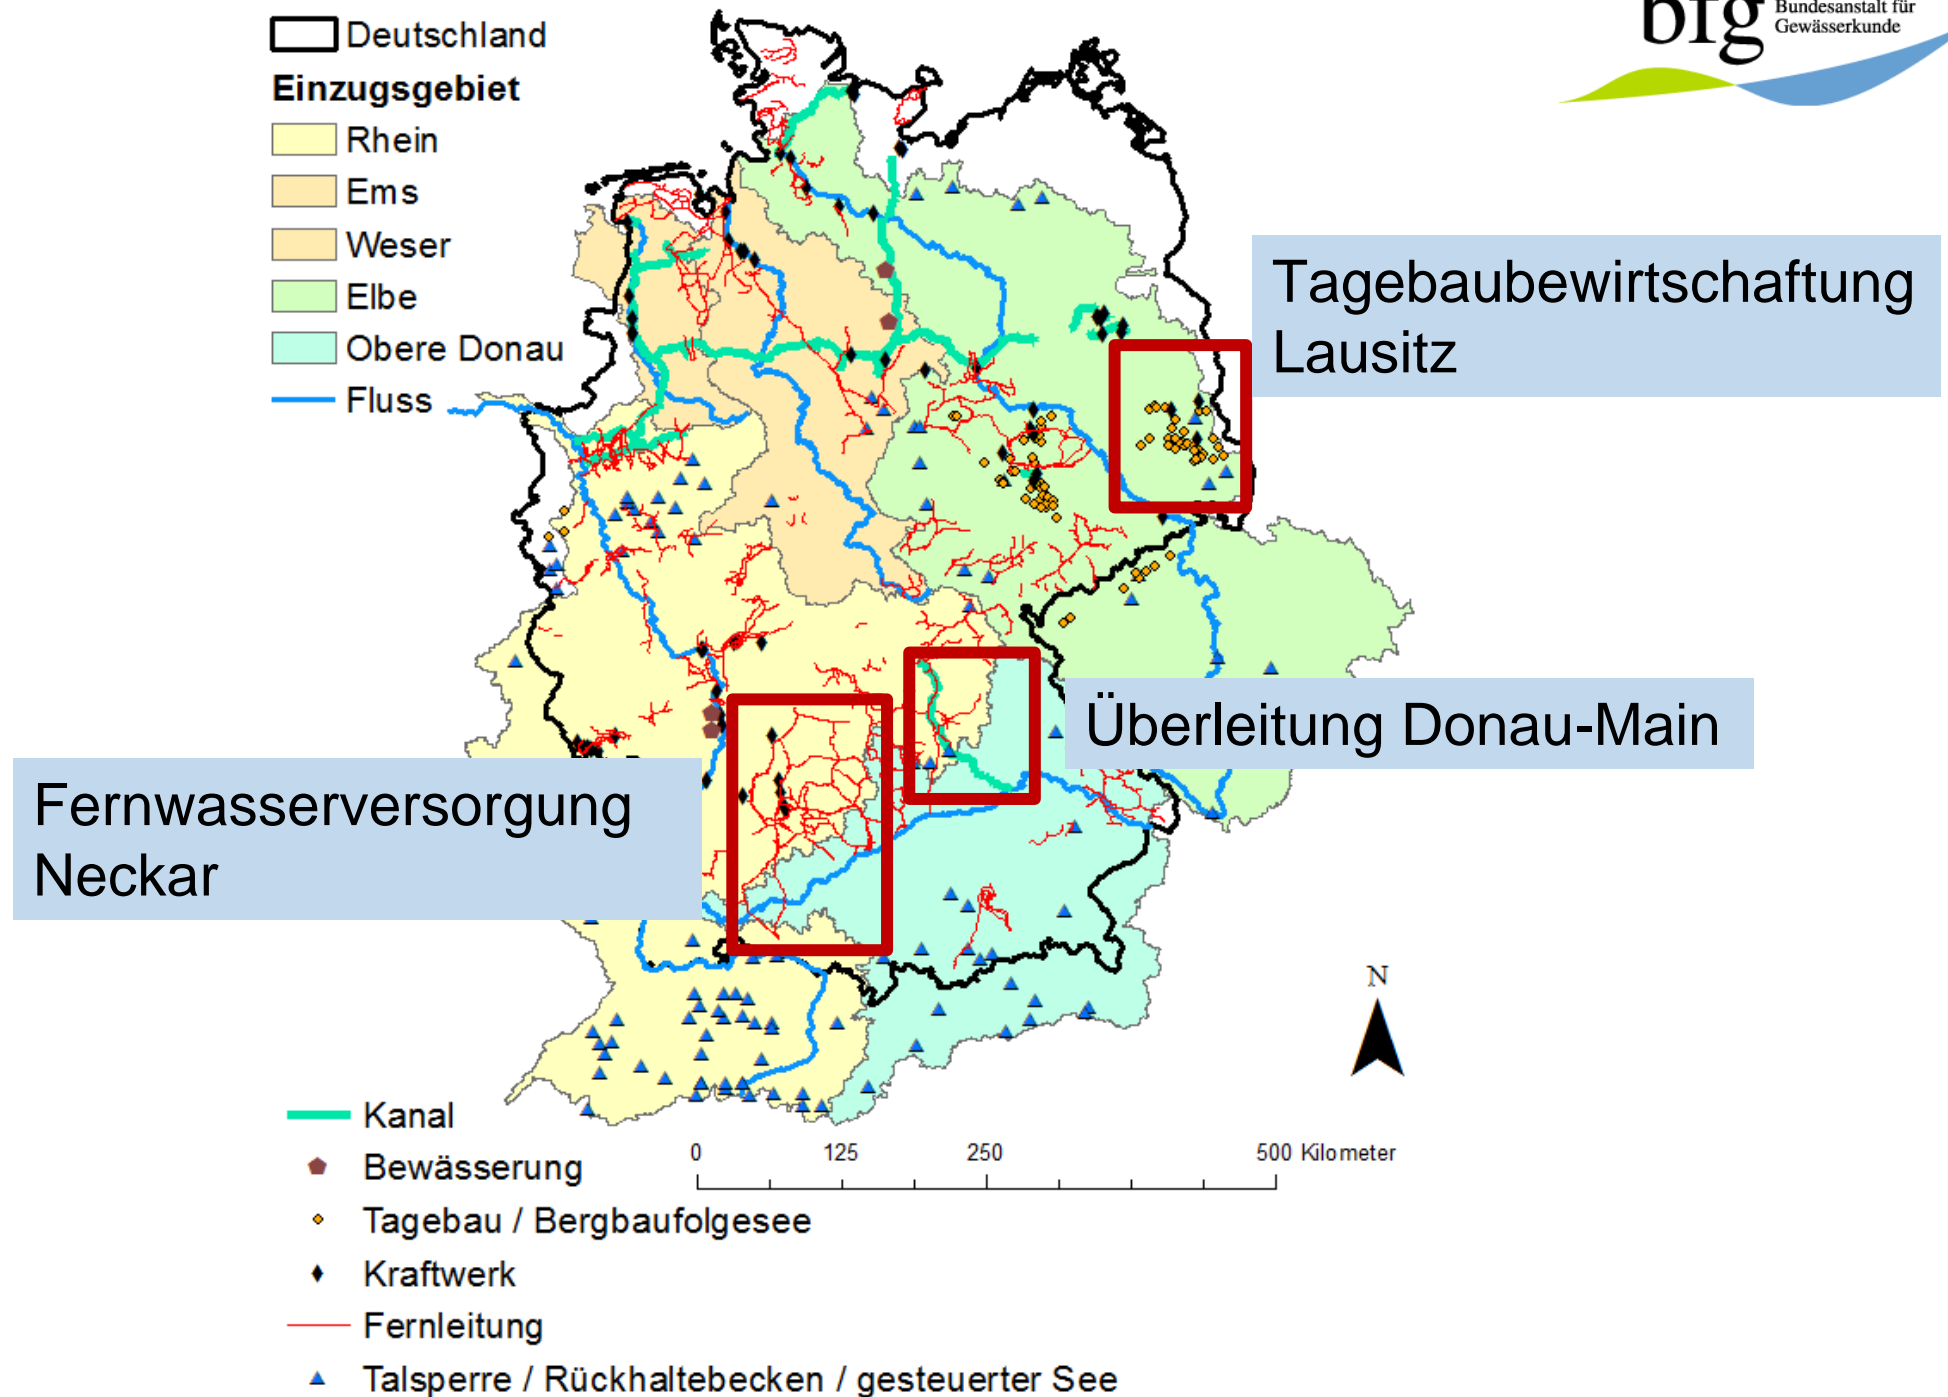 Deutschland
Einzugsgebiet
Rhein
Ems
Weser
Elbe
Obere Donau
Fluss
bfg
Bundesanstalt für
Gewässerkunde
Tagebaubewirtschaftung
Lausitz
Überleitung Donau-Main
Fernwasserversorgung
Neckar
N
0 125 250 500 Kilometer
Kanal
Bewässerung
Tagebau / Bergbaufolgesee
Kraftwerk
Fernleitung
Talsperre / Rückhaltebecken / gesteuerter See